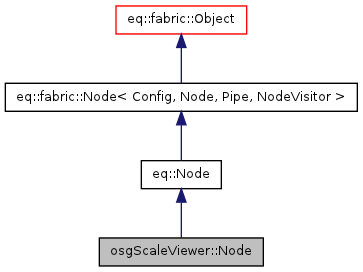 eq::fabric::Object
eq::fabric::Node< Config, Node, Pipe, NodeVisitor >
eq::Node
osgScaleViewer::Node